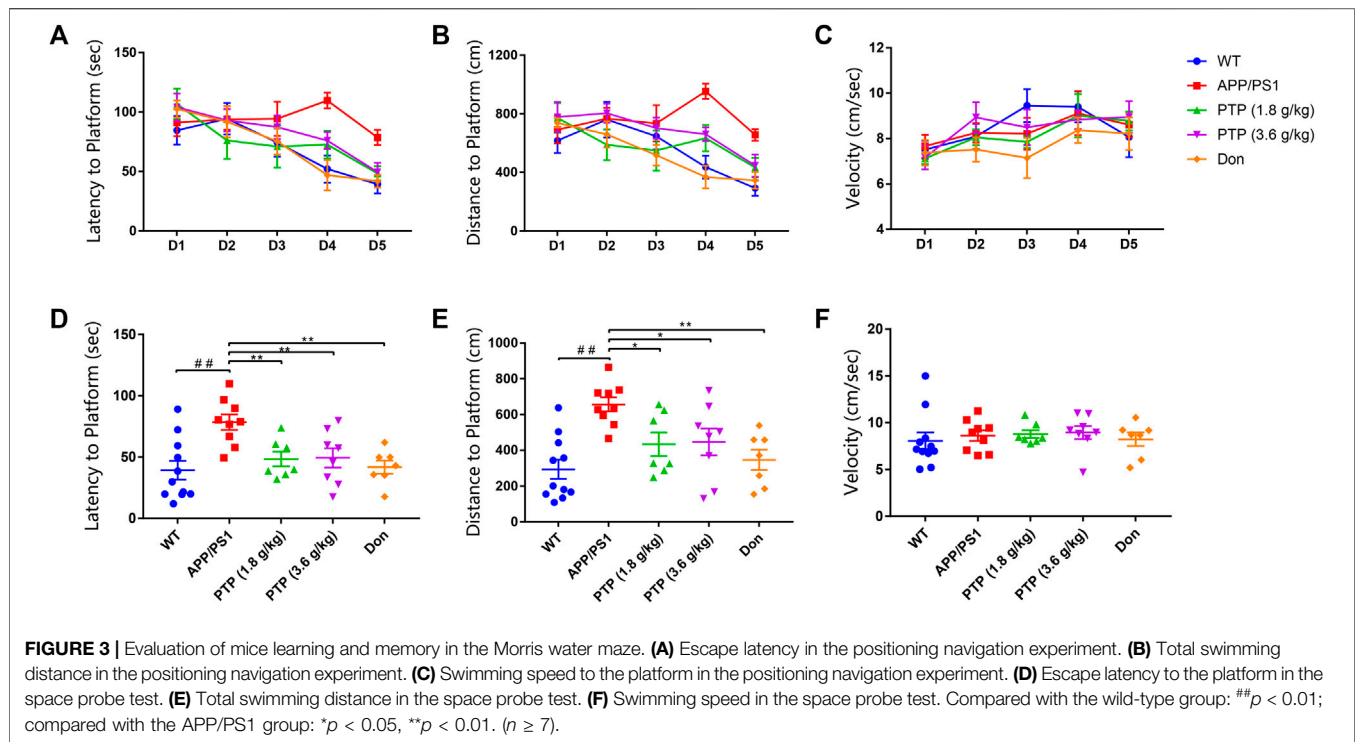 A
Latency to Platform (sec)
150
100
50
0
D1 D2 D3 D4 D5
B
Distance to Platform (cm)
1200
800
400
0
D1 D2 D3 D4 D5
C
Velocity (cm/sec)
12
10
8
6
4
D1 D2 D3 D4 D5
WT
APP/PS1
PTP (1.8 g/kg)
PTP (3.6 g/kg)
Don
D
Latency to Platform (sec)
150
100
50
0
# #
**
**
**
WT
APP/PS1
PTP (1.8 g/kg)
PTP (3.6 g/kg)
Don
E
Distance to Platform (cm)
1000
800
600
400
200
0
# #
**
*
*
WT
APP/PS1
PTP (1.8 g/kg)
PTP (3.6 g/kg)
Don
F
Velocity (cm/sec)
20
15
10
5
0
WT
APP/PS1
PTP (1.8 g/kg)
PTP (3.6 g/kg)
Don
FIGURE 3 | Evaluation of mice learning and memory in the Morris water maze. (A) Escape latency in the positioning navigation experiment. (B) Total swimming
distance in the positioning navigation experiment. (C) Swimming speed to the platform in the positioning navigation experiment. (D) Escape latency to the platform in the
space probe test. (E) Total swimming distance in the space probe test. (F) Swimming speed in the space probe test. Compared with the wild-type group: ##p < 0.01;
compared with the APP/PS1 group: *p < 0.05, **p < 0.01. (n ≥ 7).